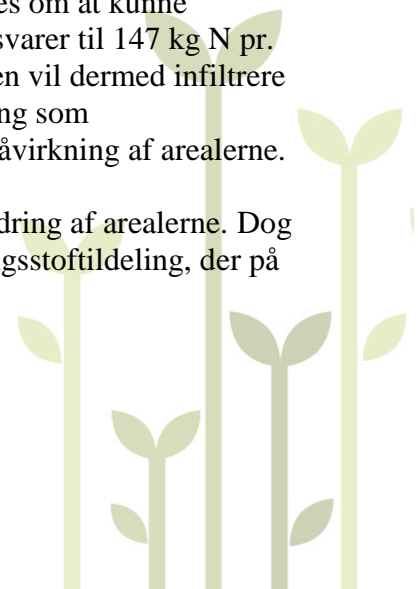 es om at kunne
svarer til 147 kg N pr.
en vil dermed infiltrere
ng som
åvirkning af arealerne.
dring af arealerne. Dog
gsstoftildeling, der på